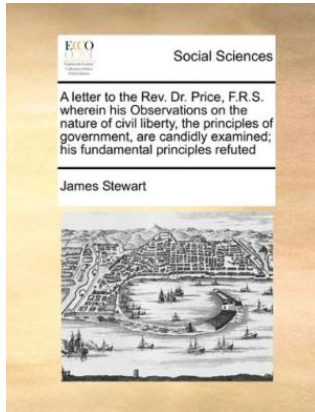 ECCO
Social Sciences
A letter to the Rev. Dr. Price, F.R.S.
wherein his Observations on the
nature of civil liberty, the principles of
government, are candidly examined;
his fundamental principles refuted
James Stewart